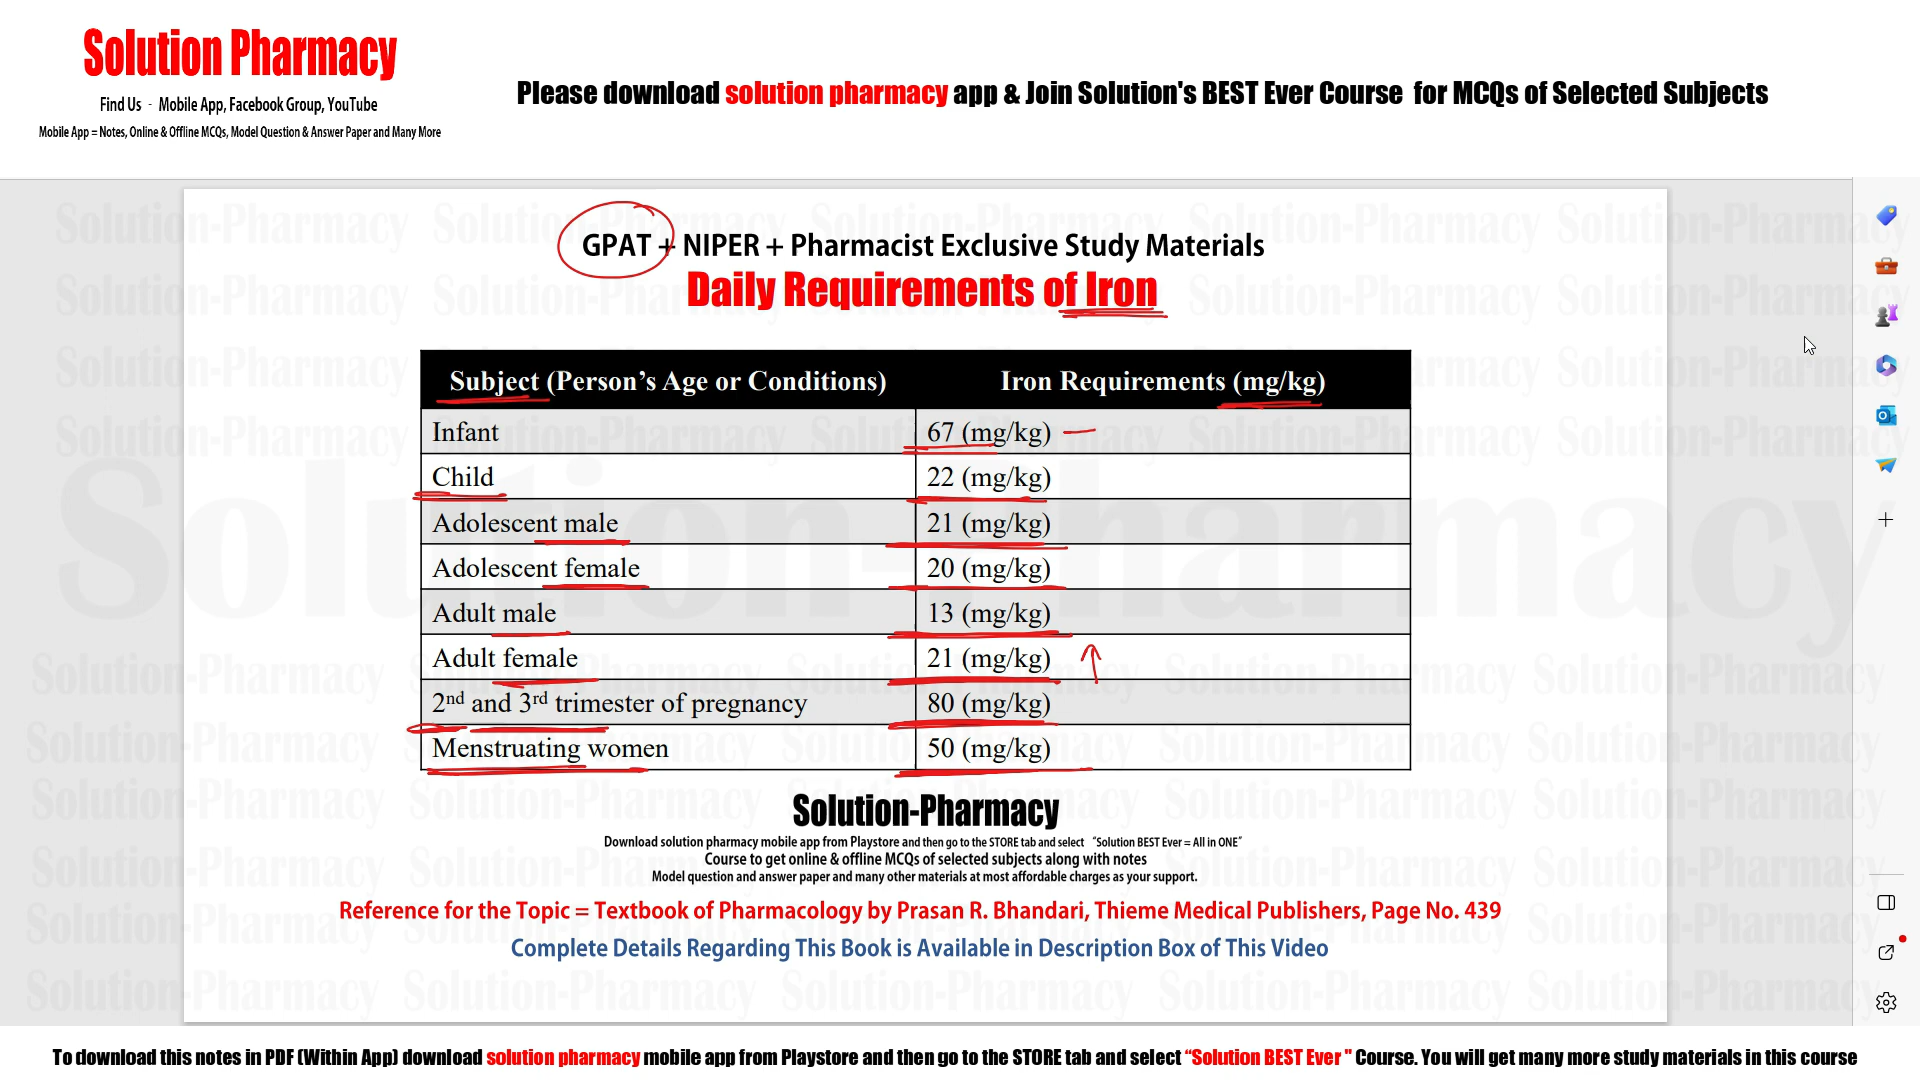 Solution Pharmacy
Find Us - Mobile App, Facebook Group, YouTube
Mobile App = Notes, Online & Offline MCQs, Model Question & Answer Paper and Many More
Please download solution pharmacy app & Join Solution's BEST Ever Course for MCQs of Selected Subjects
GPAT + NIPER + Pharmacist Exclusive Study Materials
Daily Requirements of Iron
Subject (Person’s Age or Conditions) Iron Requirements (mg/kg)
Infant 67 (mg/kg)
Child 22 (mg/kg)
Adolescent male 21 (mg/kg)
Adolescent female 20 (mg/kg)
Adult male 13 (mg/kg)
Adult female 21 (mg/kg)
2nd and 3rd trimester of pregnancy 80 (mg/kg)
Menstruating women 50 (mg/kg)
Solution-Pharmacy
Download solution pharmacy mobile app from Playstore and then go to the STORE tab and select “Solution BEST Ever = All in ONE”
Course to get online & offline MCQs of selected subjects along with notes
Model question and answer paper and many other materials at most affordable charges as your support.
Reference for the Topic = Textbook of Pharmacology by Prasan R. Bhandari, Thieme Medical Publishers, Page No. 439
Complete Details Regarding This Book is Available in Description Box of This Video
To download this notes in PDF (Within App) download solution pharmacy mobile app from Playstore and then go to the STORE tab and select “Solution BEST Ever " Course. You will get many more study materials in this course